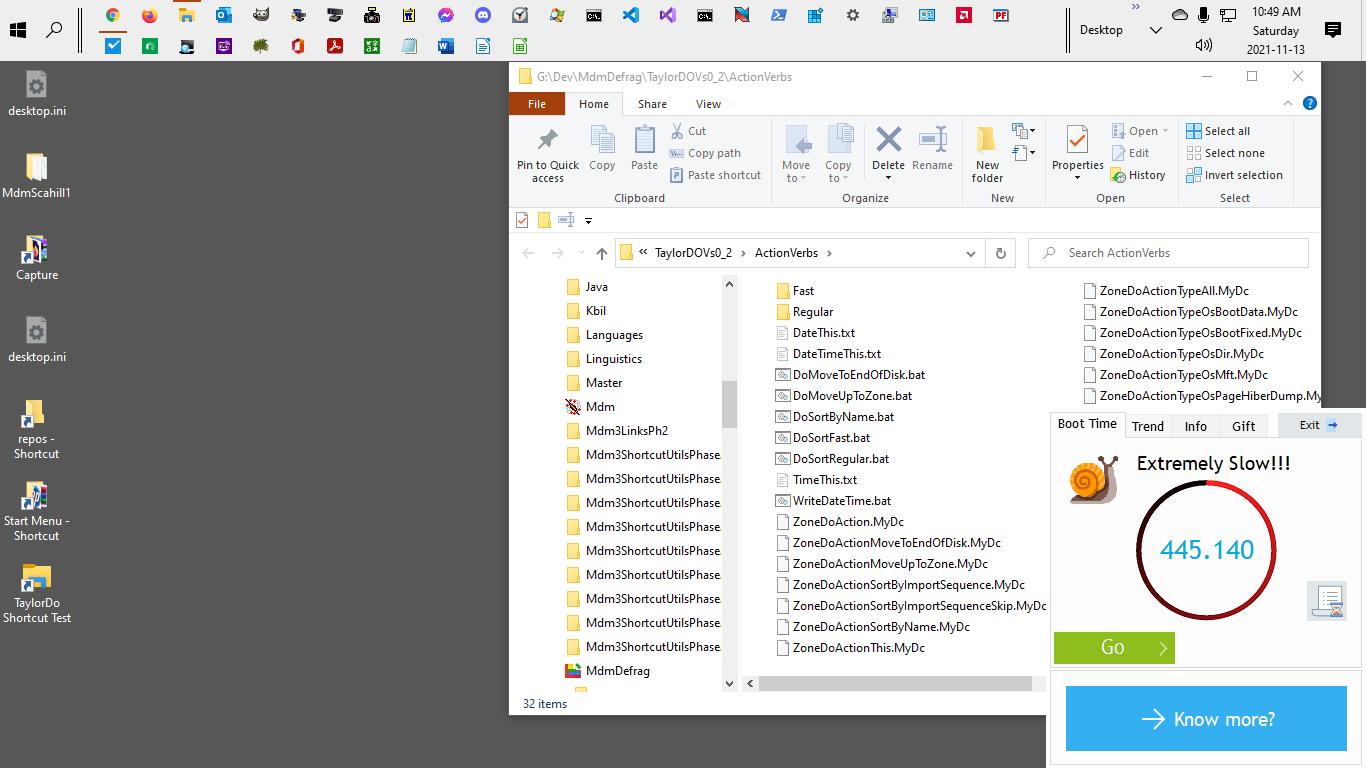 10:49 AM
Desktop
Saturday
2021-11-13
desktop.ini
MdmScahill1
Capture
desktop.ini
repos -
Shortcut
Start Menu -
Shortcut
TaylorDo
Shortcut Test
G:\Dev\MdmDefrag\TaylorDOVs0_2\ActionVerbs
File
Home
Share
View
Pin to Quick
access
Copy
Paste
Cut
Copy path
Paste shortcut
Clipboard
Move
to
Copy
to
Delete
Rename
Organize
New
folder
New
Properties
Open
Edit
History
Open
Select all
Select none
Invert selection
Select
« TaylorDOVs0_2 > ActionVerbs >
Search ActionVerbs
Java
Kbil
Languages
Linguistics
Master
Mdm
Mdm3LinksPh2
Mdm3ShortcutUtilsPhase
Mdm3ShortcutUtilsPhase
Mdm3ShortcutUtilsPhase
Mdm3ShortcutUtilsPhase
Mdm3ShortcutUtilsPhase
Mdm3ShortcutUtilsPhase
Mdm3ShortcutUtilsPhase
Mdm3ShortcutUtilsPhase
Mdm3ShortcutUtilsPhase
MdmDefrag
Fast
Regular
DateThis.txt
DateTimeThis.txt
DoMoveToEndOfDisk.bat
DoMoveUpToZone.bat
DoSortByName.bat
DoSortFast.bat
DoSortRegular.bat
TimeThis.txt
WriteDateTime.bat
ZoneDoAction.MyDc
ZoneDoActionMoveToEndOfDisk.MyDc
ZoneDoActionMoveUpToZone.MyDc
ZoneDoActionSortByImportSequence.MyDc
ZoneDoActionSortByImportSequenceSkip.MyDc
ZoneDoActionSortByName.MyDc
ZoneDoActionThis.MyDc
ZoneDoActionTypeAll.MyDc
ZoneDoActionTypeOsBootData.MyDc
ZoneDoActionTypeOsBootFixed.MyDc
ZoneDoActionTypeOsDir.MyDc
ZoneDoActionTypeOsMft.MyDc
ZoneDoActionTypeOsPageHiberDump.My
32 items
Boot Time
Trend
Info
Gift
Exit
Extremely Slow!!!
445.140
Go
Know more?